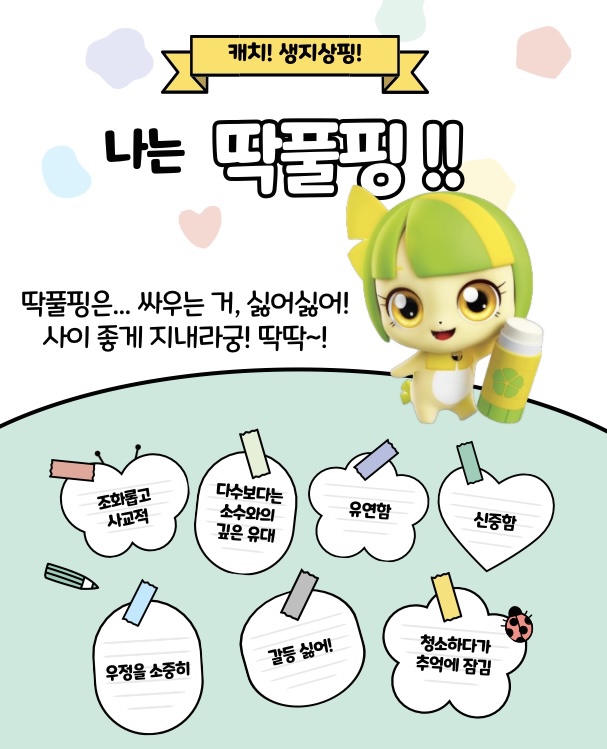 캐치! 생지상핑!
나는 딱풀핑!!
딱풀핑은... 싸우는 거, 싫어싫어!
사이 좋게 지내라궁! 딱딱~!
조화롭고
사교적
다수보다는
소수와의
깊은 유대
유연함
신중함
우정을 소중히
갈등 싫어!
청소하다가
추억에 잠김